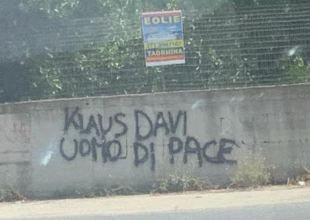 EOLIE
TAORMINA
KLAUS DAVI
UOMO DI PACE